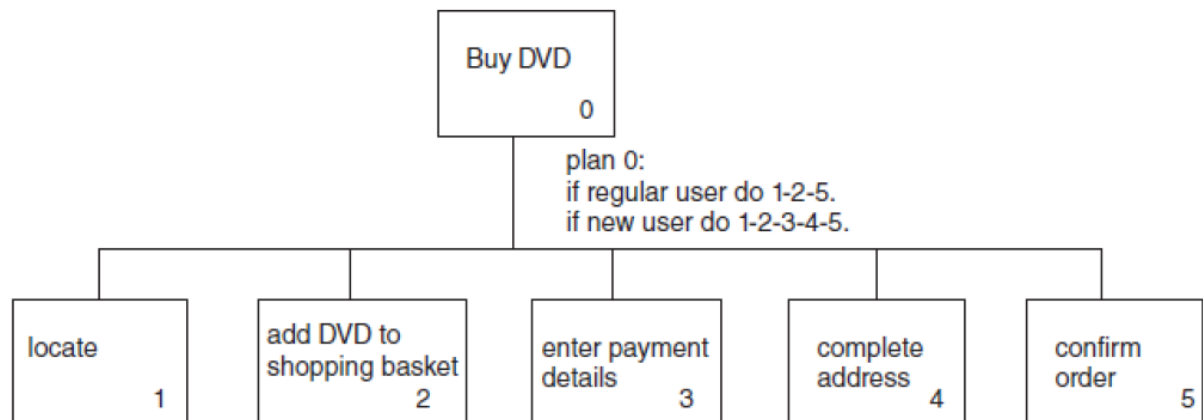 Buy DVD
0
plan 0:
if regular user do 1-2-5.
if new user do 1-2-3-4-5.
locate
1
add DVD to
shopping basket
2
enter payment
details
3
complete
address
4
confirm
order
5